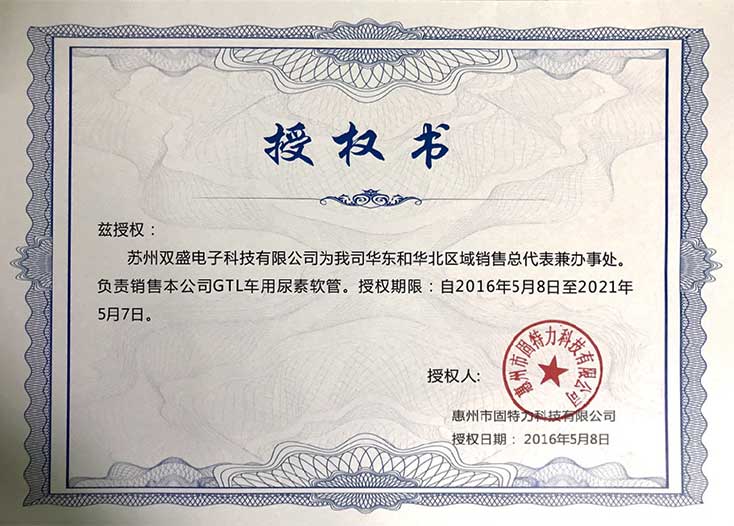 授权书
兹授权：
苏州双盛电子科技有限公司为我司华东和华北区域销售总代表兼办事处。
负责销售本公司GTL车用尿素软管。授权期限：自2016年5月8日至2021年
5月7日。
惠州市固特力科技有限公司
授权人:
惠州市固特力科技有限公司
授权日期： 2016年5月8日